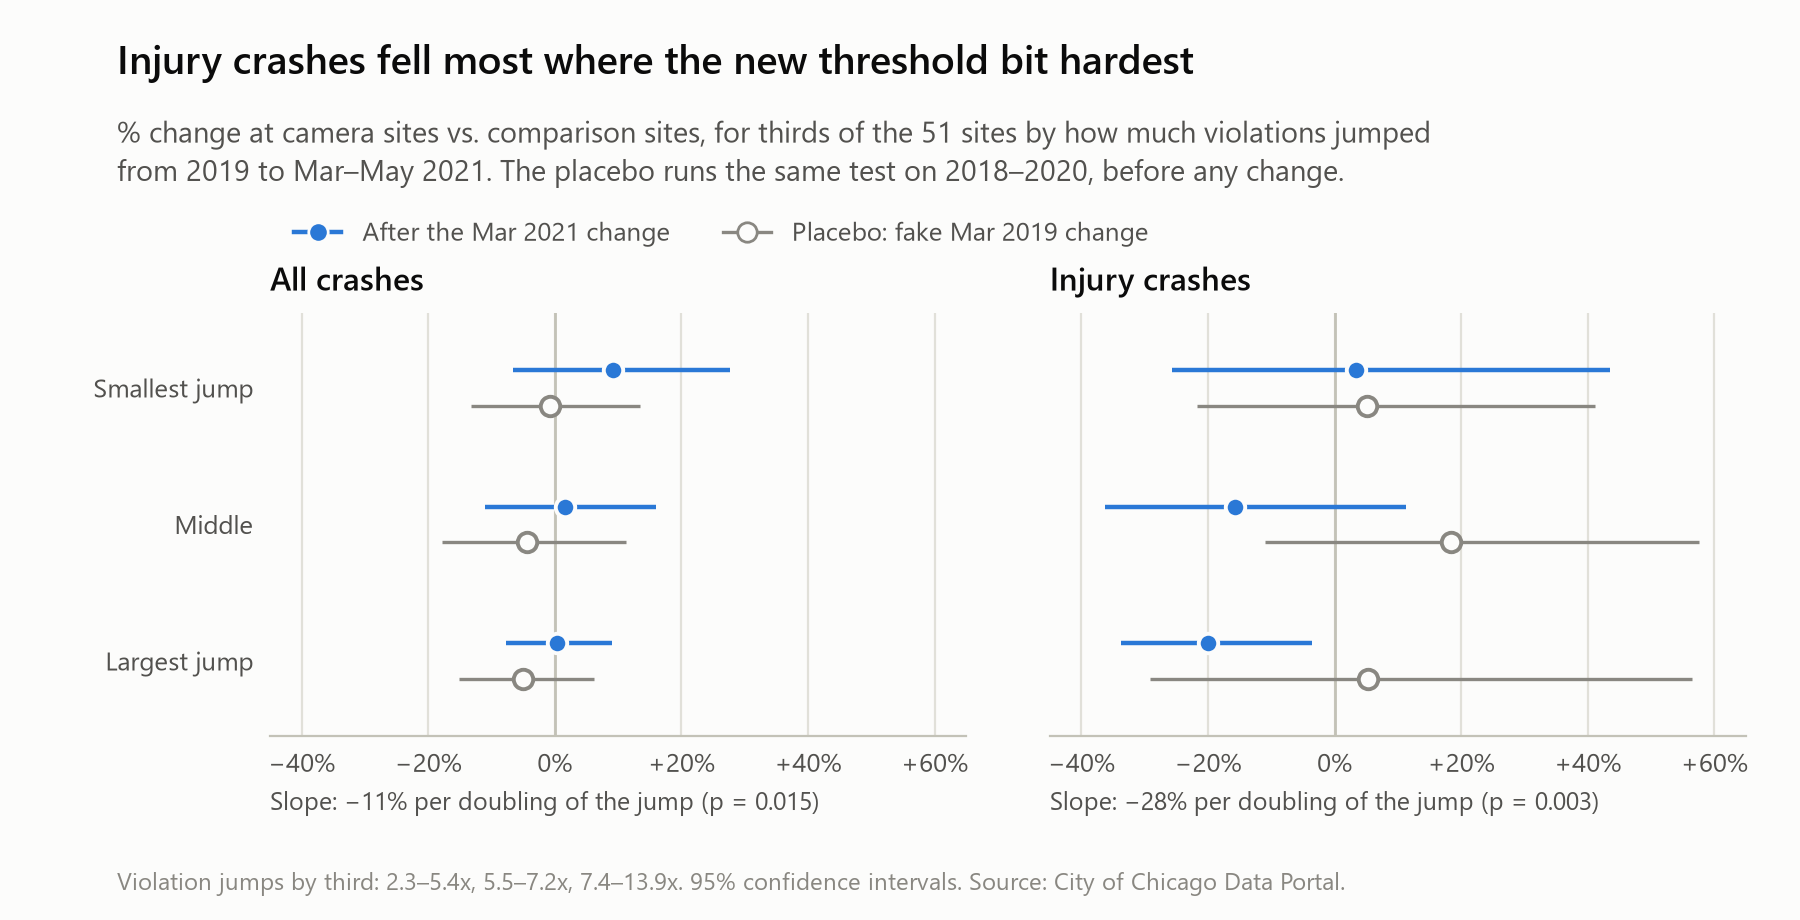 Injury crashes fell most where the new threshold bit hardest
% change at camera sites vs. comparison sites, for thirds of the 51 sites by how much violations jumped
from 2019 to Mar–May 2021. The placebo runs the same test on 2018–2020, before any change.
After the Mar 2021 change
Placebo: fake Mar 2019 change
All crashes
Injury crashes
Smallest jump
Middle
Largest jump
−40% −20% 0% +20% +40% +60%
−40% −20% 0% +20% +40% +60%
Slope: −11% per doubling of the jump (p = 0.015)
Slope: −28% per doubling of the jump (p = 0.003)
Violation jumps by third: 2.3–5.4x, 5.5–7.2x, 7.4–13.9x. 95% confidence intervals. Source: City of Chicago Data Portal.